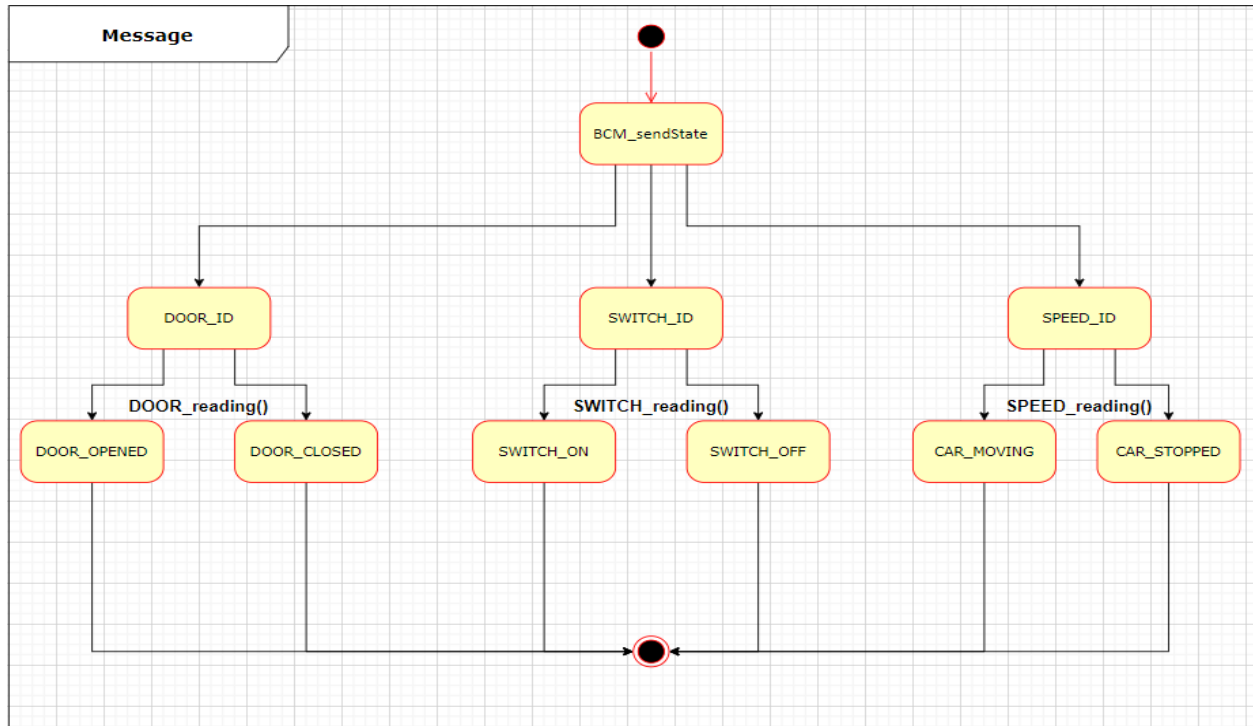 Message
BCM_sendState
DOOR_ID
SWITCH_ID
SPEED_ID
DOOR_reading()
SWITCH_reading()
SPEED_reading()
DOOR_OPENED
DOOR_CLOSED
SWITCH_ON
SWITCH_OFF
CAR_MOVING
CAR_STOPPED